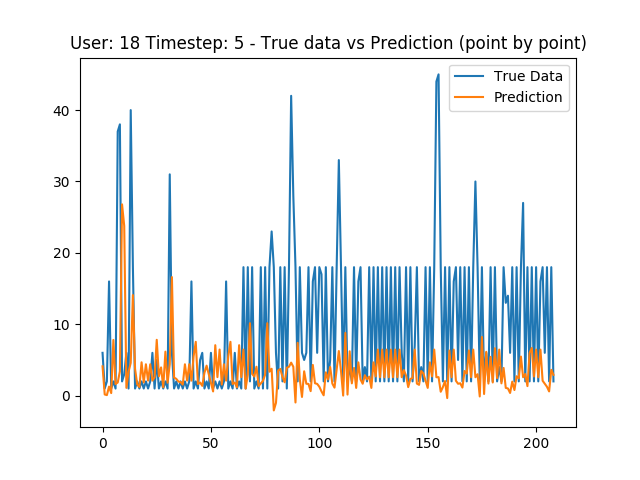 User: 18 Timestep: 5 - True data vs Prediction (point by point)
True Data
Prediction
40
30
20
10
0
0 50 100 150 200